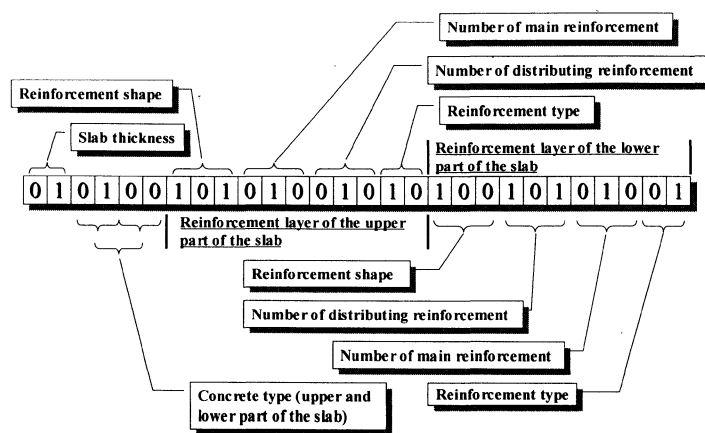 Number of main reinforcement
Number of distributing reinforcement
Reinforcement shape
Reinforcement type
Slab thickness
Reinforcement layer of the lower
part of the slab
0 1 0 1 0 0 1 0 1 0 1 0 0 1 0 1 0 1 0 0 1 0 1 0 1 0 0 1
Reinforcement layer of the upper
part of the slab
Reinforcement shape
Number of distributing reinforcement
Number of main reinforcement
Concrete type (upper and
lower part of the slab)
Reinforcement type